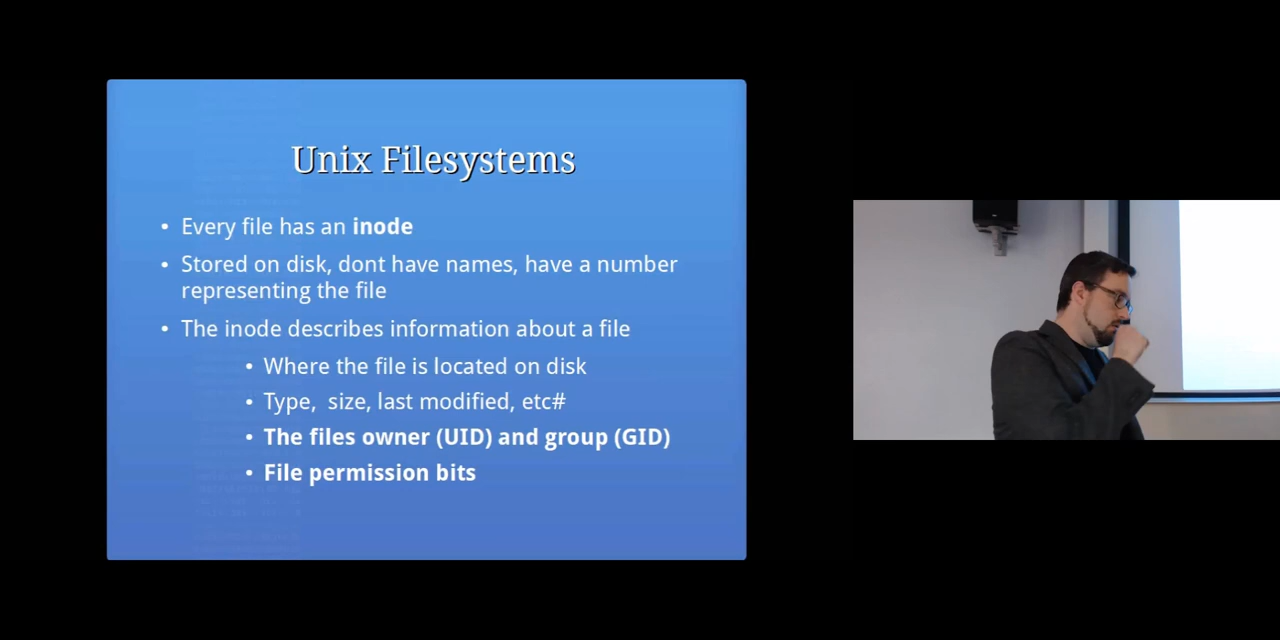 Unix Filesystems
• Every file has an inode
• Stored on disk, dont have names, have a number
representing the file
• The inode describes information about a file
• Where the file is located on disk
• Type,  size, last modified, etc#
• The files owner (UID) and group (GID)
• File permission bits